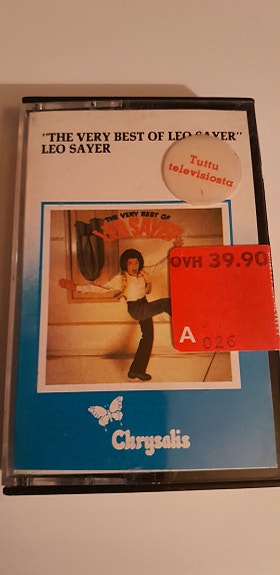 "THE VERY BEST OF LEO SAYER"
LEO SAYER
Tuttu
televisiosta
THE VERY BEST OF
LEO SAYER
OVH 39.90
A 026
Chrysalis